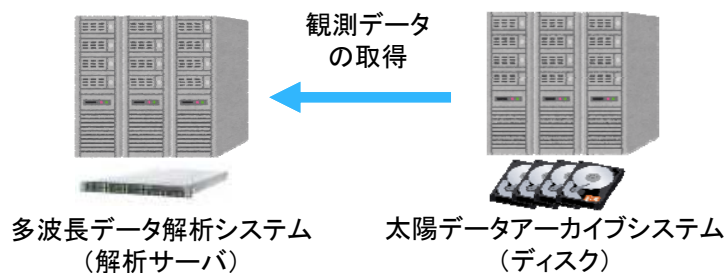 観測データ
の取得
多波長データ解析システム
（解析サーバ）
太陽データアーカイブシステム
（ディスク）